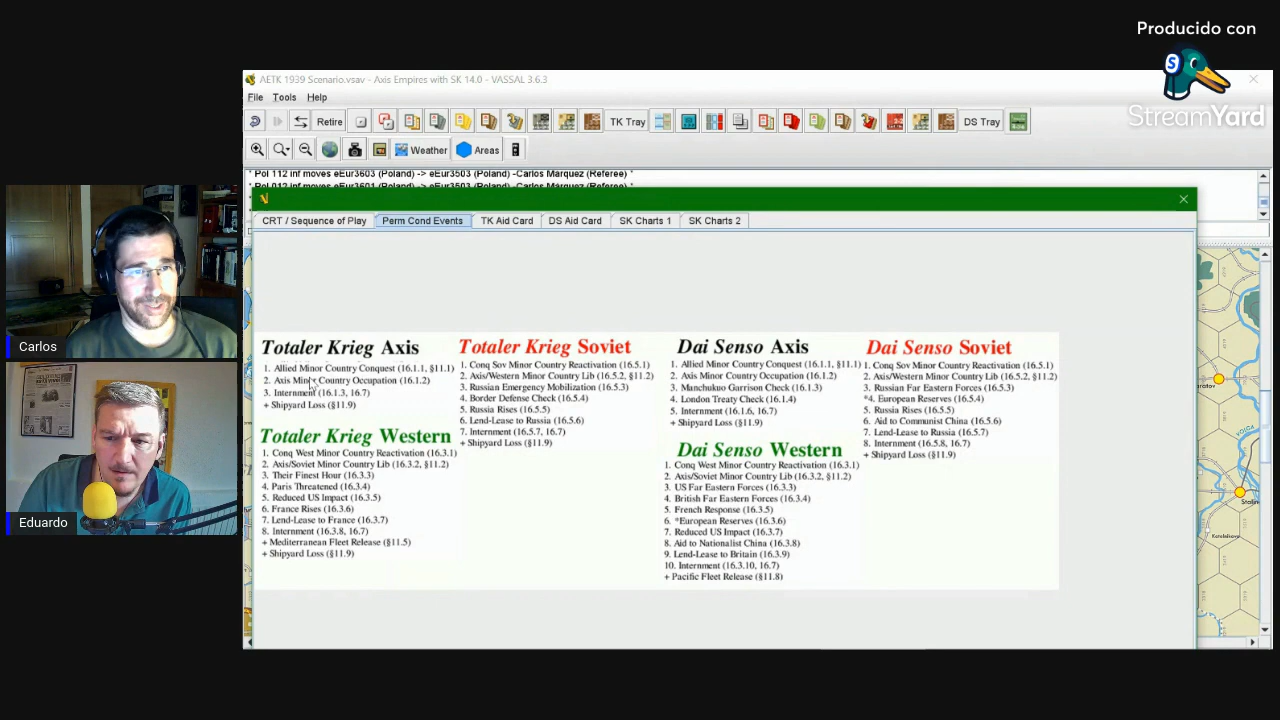 Producido con
StreamYard
AETK 1939 Scenario.vsav - Axis Empires with SK 14.0 - VASSAL 3.6.3
File Tools Help
Retire TK Tray DS Tray
Weather Areas
* Pol 112 inf moves eEur3603 (Poland) -> eEur3503 (Poland) -Carlos Márquez (Referee) *
CRT / Sequence of Play Perm Cond Events TK Aid Card DS Aid Card SK Charts 1 SK Charts 2
Totaler Krieg Axis
1. Allied Minor Country Conquest (16.1.1, §11.1)
2. Axis Minor Country Occupation (16.1.2)
3. Internment (16.1.3, 16.7)
+ Shipyard Loss (§11.9)
Totaler Krieg Western
1. Conq West Minor Country Reactivation (16.3.1)
2. Axis/Soviet Minor Country Lib (16.3.2, §11.2)
3. Their Finest Hour (16.3.3)
4. Paris Threatened (16.3.4)
5. Reduced US Impact (16.3.5)
6. France Rises (16.3.6)
7. Lend-Lease to France (16.3.7)
8. Internment (16.3.8, 16.7)
+ Mediterranean Fleet Release (§11.5)
+ Shipyard Loss (§11.9)
Totaler Krieg Soviet
1. Conq Sov Minor Country Reactivation (16.5.1)
2. Axis/Western Minor Country Lib (16.5.2, §11.2)
3. Russian Emergency Mobilization (16.5.3)
4. Border Defense Check (16.5.4)
5. Russia Rises (16.5.5)
6. Lend-Lease to Russia (16.5.6)
7. Internment (16.5.7, 16.7)
+ Shipyard Loss (§11.9)
Dai Senso Axis
1. Allied Minor Country Conquest (16.1.1, §11.1)
2. Axis Minor Country Occupation (16.1.2)
3. Manchukuo Garrison Check (16.1.3)
4. London Treaty Check (16.1.4)
5. Internment (16.1.6, 16.7)
+ Shipyard Loss (§11.9)
Dai Senso Western
1. Conq West Minor Country Reactivation (16.3.1)
2. Axis/Soviet Minor Country Lib (16.3.2, §11.2)
3. US Far Eastern Forces (16.3.3)
4. British Far Eastern Forces (16.3.4)
5. French Response (16.3.5)
6. *European Reserves (16.3.6)
7. Reduced US Impact (16.3.7)
8. Aid to Nationalist China (16.3.8)
9. Lend-Lease to Britain (16.3.9)
10. Internment (16.3.10, 16.7)
+ Pacific Fleet Release (§11.8)
Dai Senso Soviet
1. Conq Sov Minor Country Reactivation (16.5.1)
2. Axis/Western Minor Country Lib (16.5.2, §11.2)
3. Russian Far Eastern Forces (16.5.3)
*4. European Reserves (16.5.4)
5. Russia Rises (16.5.5)
6. Aid to Communist China (16.5.6)
7. Lend-Lease to Russia (16.5.7)
8. Internment (16.5.8, 16.7)
+ Shipyard Loss (§11.9)
Carlos
Eduardo
VOLGA